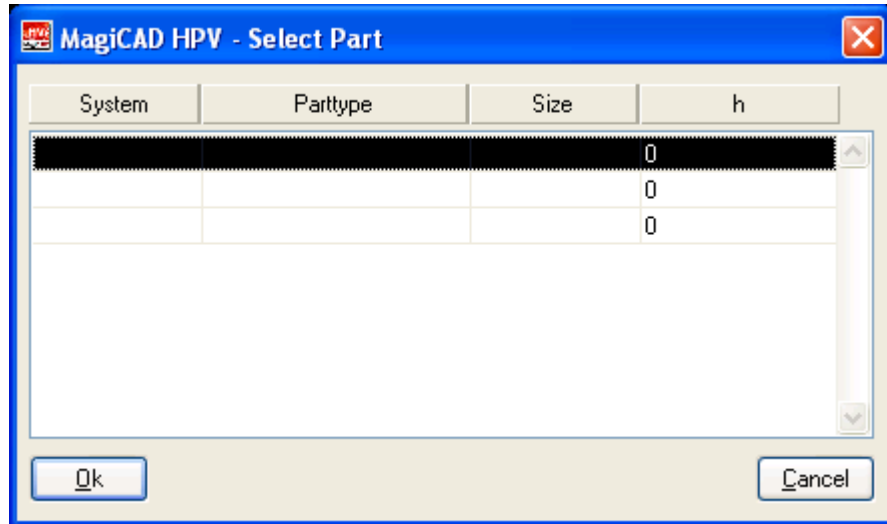 MagiCAD HPV - Select Part
System Parttype Size h
0
0
0
Ok Cancel